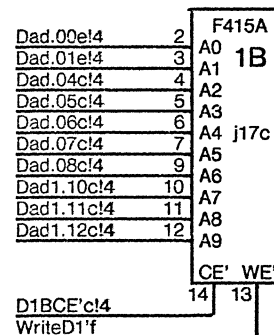 F415A
1B
j17c
Dad.00e!4 2 A0
Dad.01e!4 3 A1
Dad.04c!4 4 A2
Dad.05c!4 5 A3
Dad.06c!4 6 A4
Dad.07c!4 7 A5
Dad.08c!4 9 A6
Dad1.10c!4 10 A7
Dad1.11c!4 11 A8
Dad1.12c!4 12 A9
CE' WE'
14 13
D1BCE'c!4
WriteD1'f